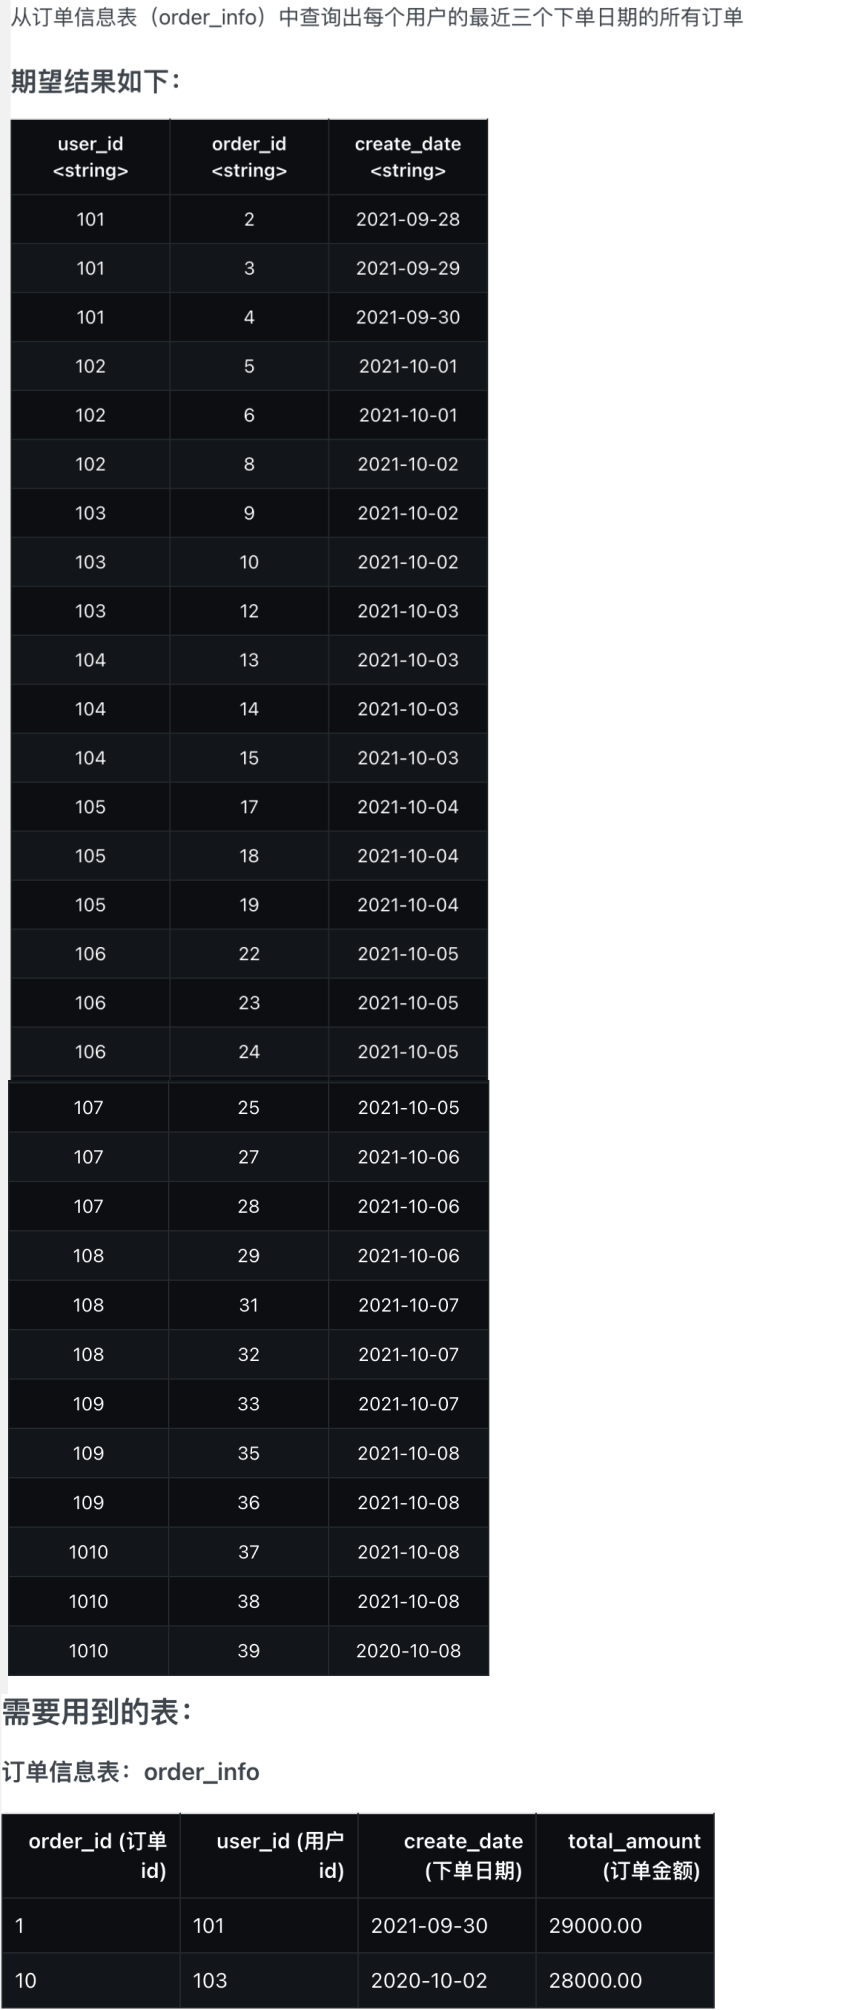 从订单信息表（order_info）中查询出每个用户的最近三个下单日期的所有订单
期望结果如下：
user_id <string> order_id <string> create_date <string>
101 2 2021-09-28
101 3 2021-09-29
101 4 2021-09-30
102 5 2021-10-01
102 6 2021-10-01
102 8 2021-10-02
103 9 2021-10-02
103 10 2021-10-02
103 12 2021-10-03
104 13 2021-10-03
104 14 2021-10-03
104 15 2021-10-03
105 17 2021-10-04
105 18 2021-10-04
105 19 2021-10-04
106 22 2021-10-05
106 23 2021-10-05
106 24 2021-10-05
107 25 2021-10-05
107 27 2021-10-06
107 28 2021-10-06
108 29 2021-10-06
108 31 2021-10-07
108 32 2021-10-07
109 33 2021-10-07
109 35 2021-10-08
109 36 2021-10-08
1010 37 2021-10-08
1010 38 2021-10-08
1010 39 2020-10-08
需要用到的表：
订单信息表：order_info
order_id (订单id) user_id (用户id) create_date (下单日期) total_amount (订单金额)
1 101 2021-09-30 29000.00
10 103 2020-10-02 28000.00